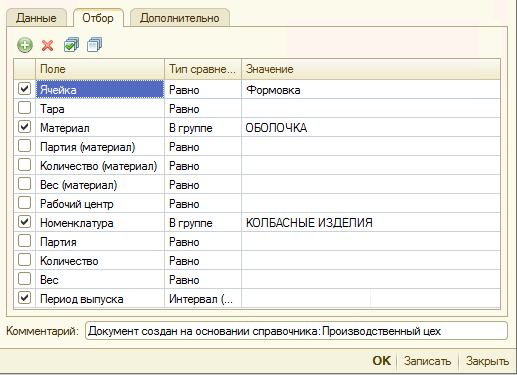 Данные Отбор Дополнительно
Поле Тип сравне... Значение
Ячейка Равно Формовка
Тара Равно
Материал В группе ОБОЛОЧКА
Партия (материал) Равно
Количество (материал) Равно
Вес (материал) Равно
Рабочий центр Равно
Номенклатура В группе КОЛБАСНЫЕ ИЗДЕЛИЯ
Партия Равно
Количество Равно
Вес Равно
Период выпуска Интервал (...
Комментарий: Документ создан на основании справочника:Производственный цех
OK Записать Закрыть